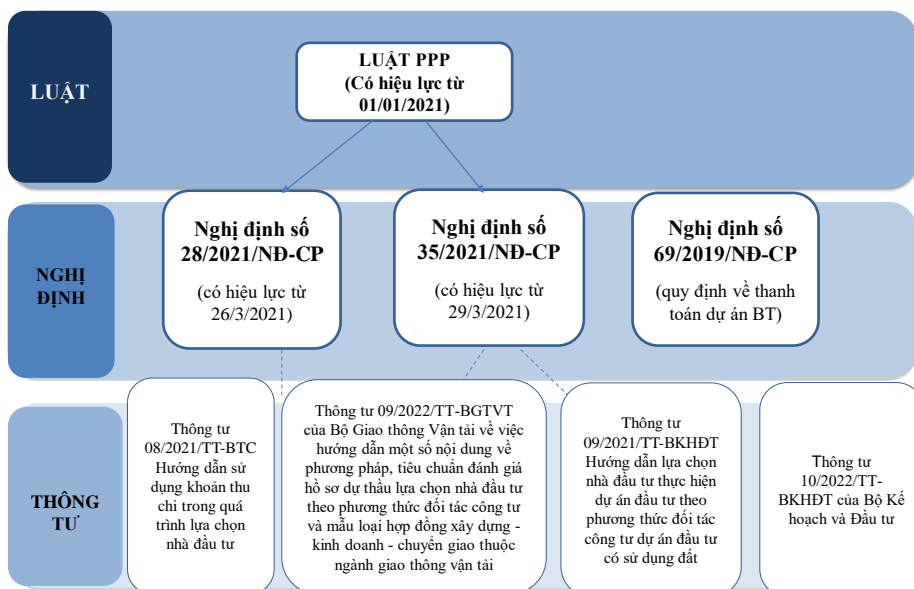 LUẬT
LUẬT PPP
(Có hiệu lực từ
01/01/2021)
NGHỊ
ĐỊNH
Nghị định số
28/2021/NĐ-CP
(có hiệu lực từ
26/3/2021)
Nghị định số
35/2021/NĐ-CP
(có hiệu lực từ
29/3/2021)
Nghị định số
69/2019/NĐ-CP
(quy định về thanh
toán dự án BT)
THÔNG
TƯ
Thông tư
08/2021/TT-BTC
Hướng dẫn sử
dụng khoản thu
chi trong quá
trình lựa chọn
nhà đầu tư
Thông tư 09/2022/TT-BGTVT
của Bộ Giao thông Vận tải về việc
hướng dẫn một số nội dung về
phương pháp, tiêu chuẩn đánh giá
hồ sơ dự thầu lựa chọn nhà đầu tư
theo phương thức đối tác công tư
và mẫu loại hợp đồng xây dựng -
kinh doanh - chuyển giao thuộc
ngành giao thông vận tải
Thông tư
09/2021/TT-BKHĐT
Hướng dẫn lựa chọn
nhà đầu tư thực hiện
dự án đầu tư theo
phương thức đối tác
công tư dự án đầu tư
có sử dụng đất
Thông tư
10/2022/TT-
BKHĐT của Bộ Kế
hoạch và Đầu tư